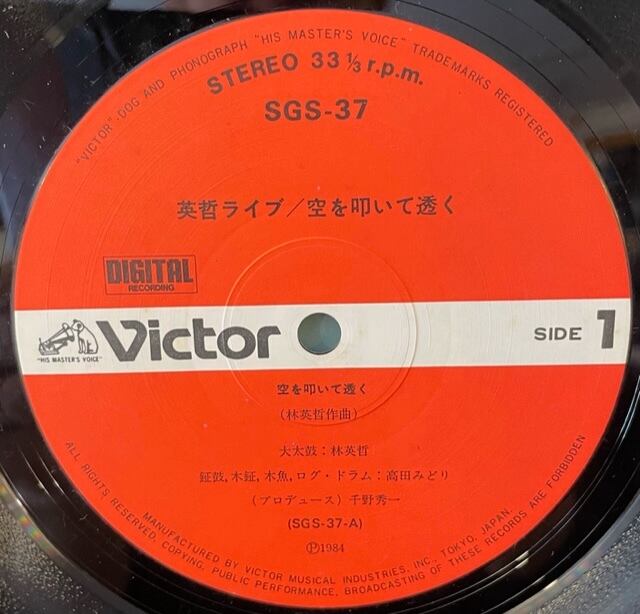 "VICTOR"-DOG AND PHONOGRAPH "HIS MASTER'S VOICE" TRADEMARKS REGISTERED
STEREO 33 1/3 r.p.m.
SGS-37
英哲ライブ/空を叩いて透く
DIGITAL
RECORDING
"HIS MASTER'S VOICE"
Victor
SIDE 1
空を叩いて透く
(林英哲作曲)
大太鼓:林英哲
鉦鼓,木鉦,木魚,ログ・ドラム:高田みどり
(プロデュース)千野秀一
(SGS-37-A)
Ⓟ1984
MANUFACTURED BY VICTOR MUSICAL INDUSTRIES, INC. TOKYO, JAPAN.
ALL RIGHTS RESERVED, COPYING, PUBLIC PERFORMANCE, BROADCASTING OF THESE RECORDS ARE FORBIDDEN